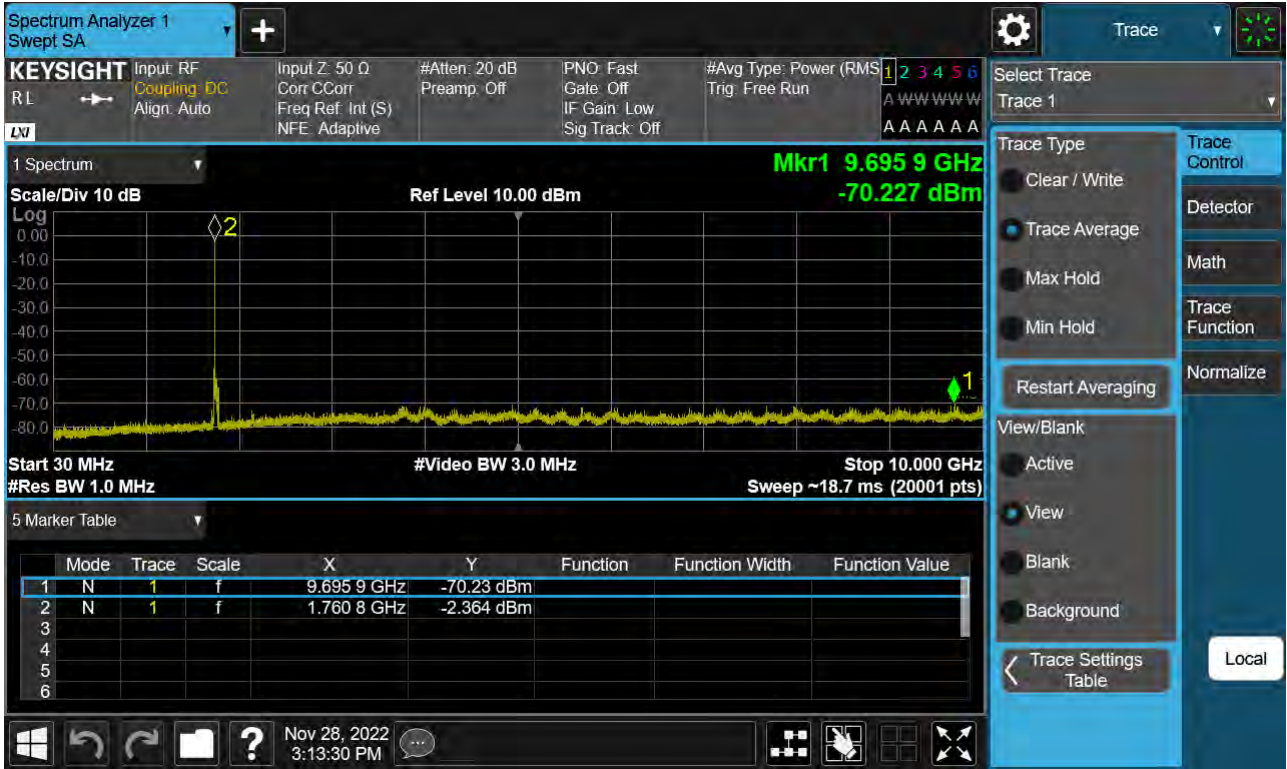 Spectrum Analyzer 1
Swept SA
+
Trace
KEYSIGHT
RL
LXI
Input: RF
Coupling: DC
Align: Auto
Input Z: 50 Ω
Corr CCorr
Freq Ref: Int (S)
NFE: Adaptive
#Atten: 20 dB
Preamp: Off
PNO: Fast
Gate: Off
IF Gain: Low
Sig Track: Off
#Avg Type: Power (RMS
Trig: Free Run
1 2 3 4 5 6
A W W W W W
A A A A A A
Select Trace
Trace 1
1 Spectrum
Mkr1 9.695 9 GHz
Scale/Div 10 dB
Ref Level 10.00 dBm
-70.227 dBm
Log
0.00
-10.0
-20.0
-30.0
-40.0
-50.0
-60.0
-70.0
-80.0
2
1
Start 30 MHz
#Video BW 3.0 MHz
Stop 10.000 GHz
#Res BW 1.0 MHz
Sweep ~18.7 ms (20001 pts)
5 Marker Table
Mode Trace Scale X Y Function Function Width Function Value
1 N 1 f 9.695 9 GHz -70.23 dBm
2 N 1 f 1.760 8 GHz -2.364 dBm
3
4
5
6
Trace Type
Clear / Write
Trace Average
Max Hold
Min Hold
Restart Averaging
View/Blank
Active
View
Blank
Background
Trace Settings
Table
Trace
Control
Detector
Math
Trace
Function
Normalize
Local
?
Nov 28, 2022
3:13:30 PM